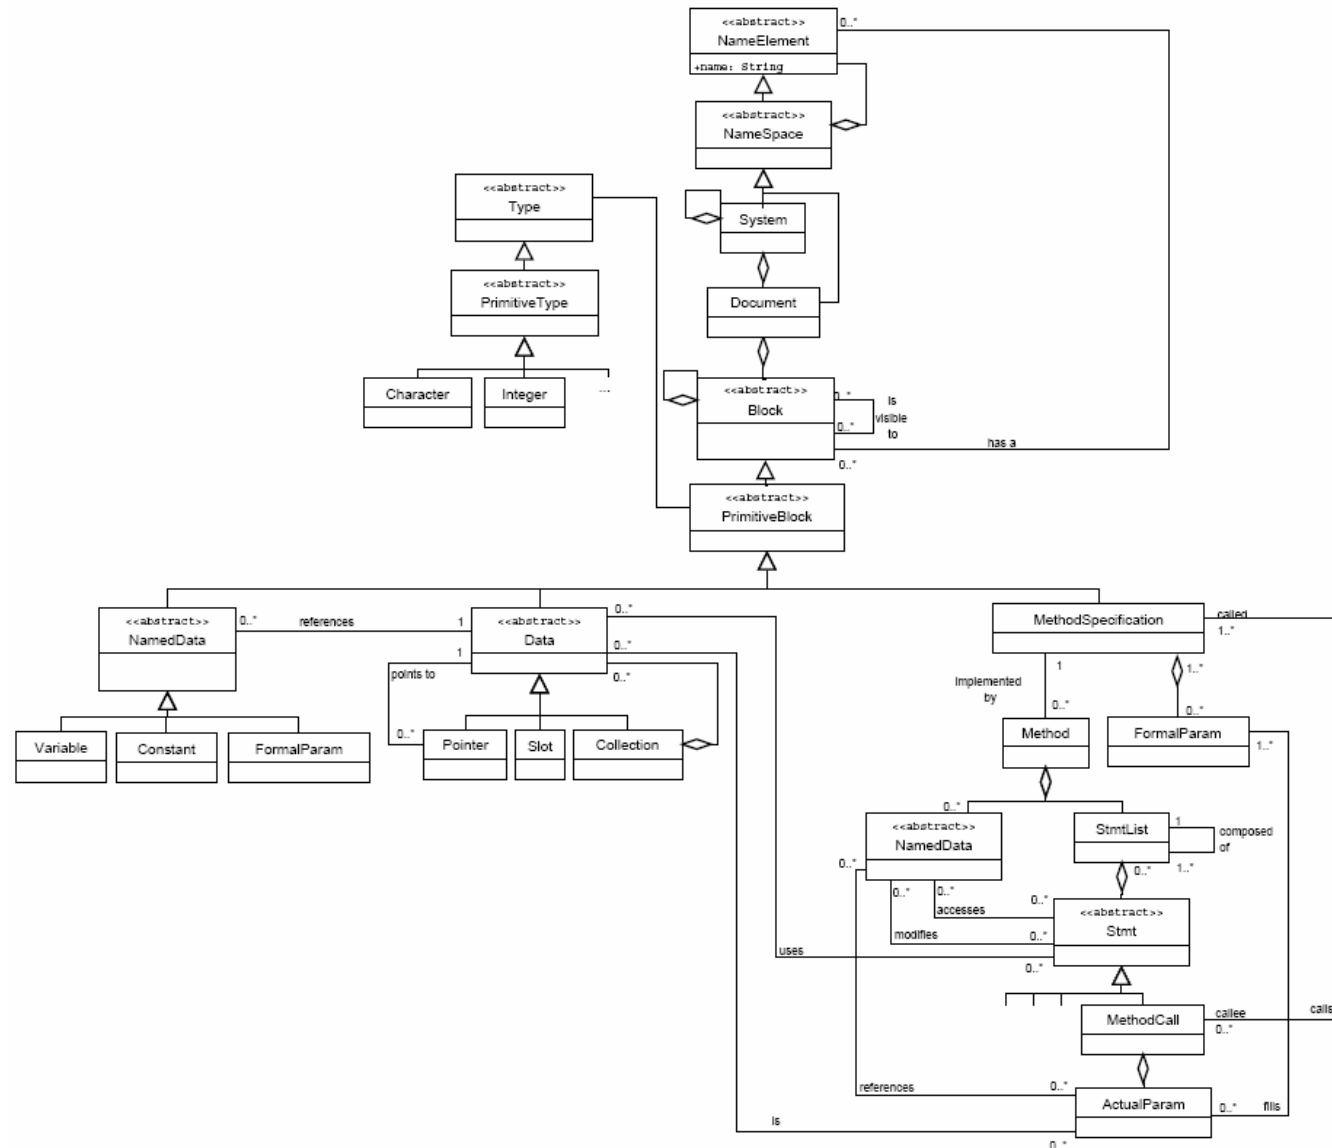 <<abstract>>
NameElement
+name: String
0..*
<<abstract>>
NameSpace
<<abstract>>
Type
System
<<abstract>>
PrimitiveType
Document
Character
Integer
...
<<abstract>>
Block
0..*
is
visible
to
0..*
has a
0..*
<<abstract>>
PrimitiveBlock
<<abstract>>
NamedData
0..*
references
1
<<abstract>>
Data
0..*
0..*
0..*
1
points to
0..*
MethodSpecification
called
1..*
1
Implemented
by
0..*
1..*
0..*
Variable
Constant
FormalParam
Pointer
Slot
Collection
Method
FormalParam
1..*
0..*
<<abstract>>
NamedData
0..*
0..*
0..*
StmtList
1
composed
of
1..*
0..*
accesses
0..*
modifies
0..*
<<abstract>>
Stmt
uses
0..*
MethodCall
callee
0..*
calls
references
0..*
ActualParam
0..*
fills
is
0..*